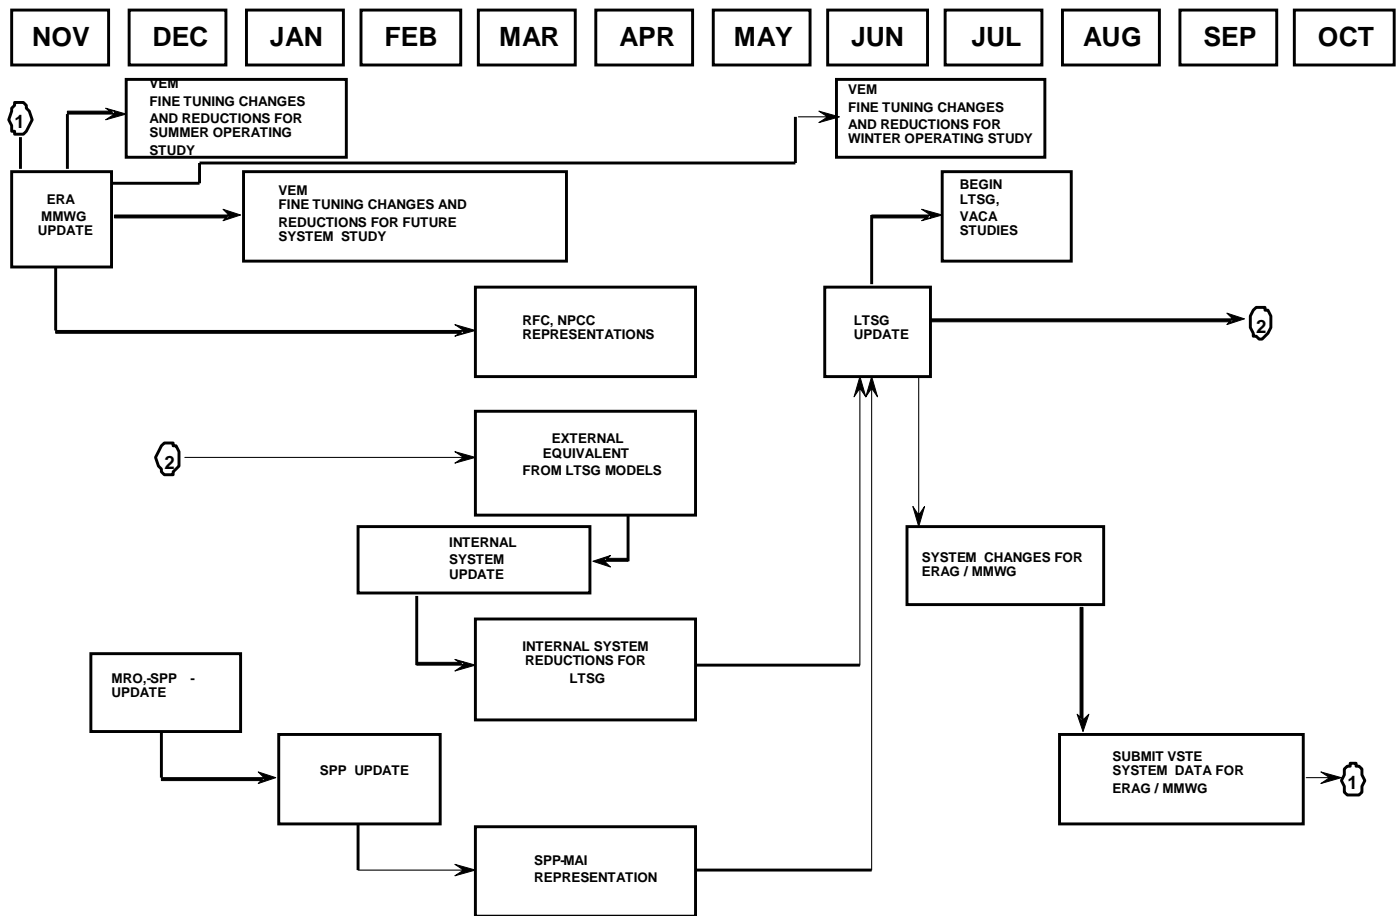 NOV DEC JAN FEB MAR APR MAY JUN JUL AUG SEP OCT
VEM
FINE TUNING CHANGES
AND REDUCTIONS FOR
SUMMER OPERATING
STUDY
VEM
FINE TUNING CHANGES
AND REDUCTIONS FOR
WINTER OPERATING STUDY
1
ERA
MMWG
UPDATE
VEM
FINE TUNING CHANGES AND
REDUCTIONS FOR FUTURE
SYSTEM STUDY
BEGIN
LTSG,
VACA
STUDIES
RFC, NPCC
REPRESENTATIONS
LTSG
UPDATE
2
2
EXTERNAL
EQUIVALENT
FROM LTSG MODELS
INTERNAL
SYSTEM
UPDATE
SYSTEM CHANGES FOR
ERAG / MMWG
INTERNAL SYSTEM
REDUCTIONS FOR
LTSG
MRO,-SPP -
UPDATE
SPP UPDATE
SUBMIT VSTE
SYSTEM DATA FOR
ERAG / MMWG
1
SPP-MAI
REPRESENTATION